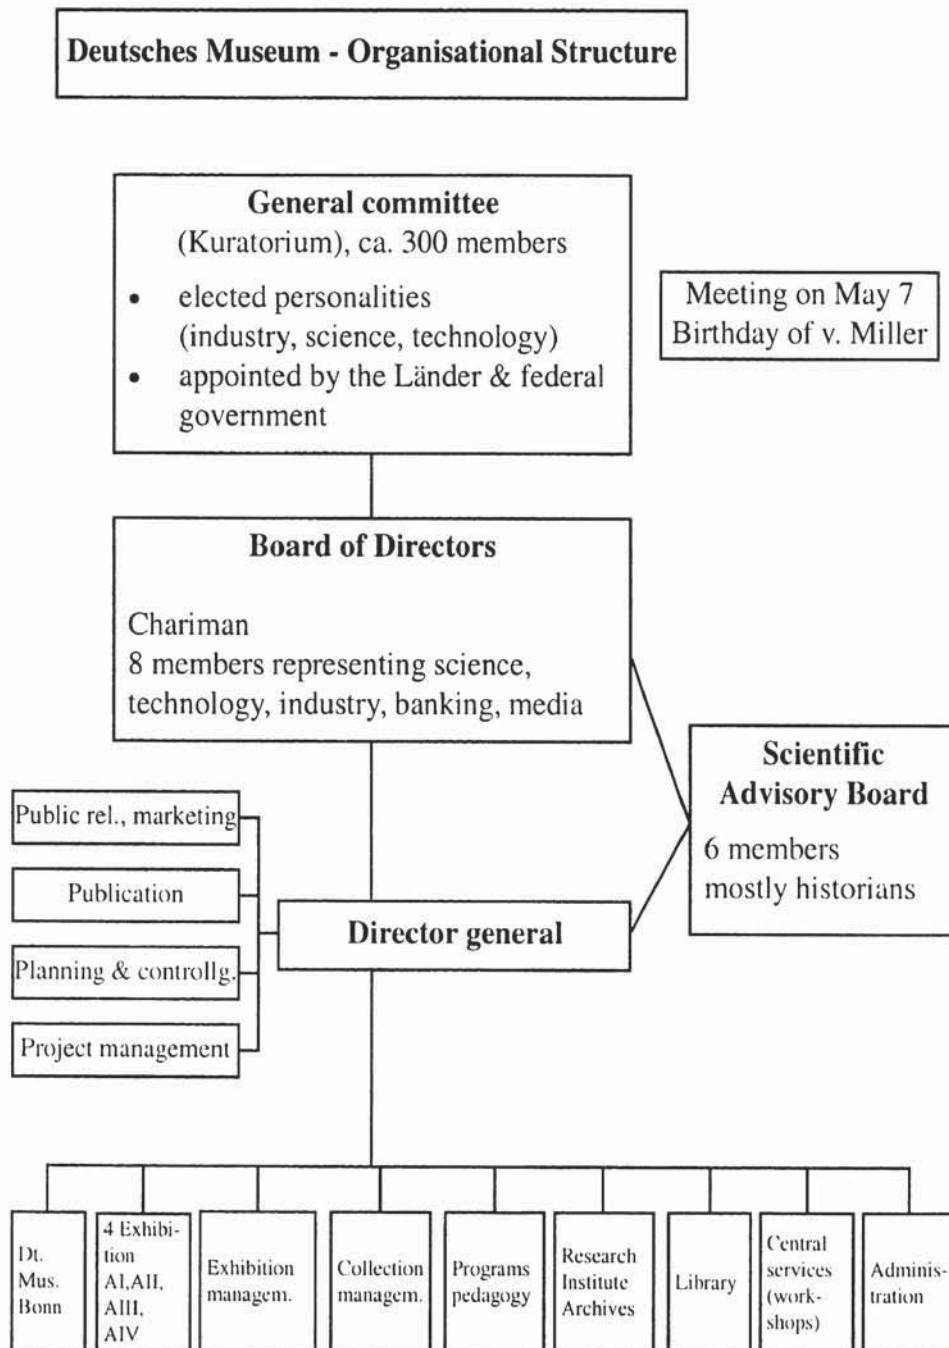 Deutsches Museum - Organisational Structure
General committee
(Kuratorium), ca. 300 members
• elected personalities
(industry, science, technology)
• appointed by the Länder & federal
government
Meeting on May 7
Birthday of v. Miller
Board of Directors
Chariman
8 members representing science,
technology, industry, banking, media
Scientific
Advisory Board
6 members
mostly historians
Public rel., marketing
Publication
Planning & controllg.
Project management
Director general
Dt.
Mus.
Bonn
4 Exhibi-
tion
AI,AII,
AIII,
AIV
Exhibition
managem.
Collection
managem.
Programs
pedagogy
Research
Institute
Archives
Library
Central
services
(work-
shops)
Adminis-
tration